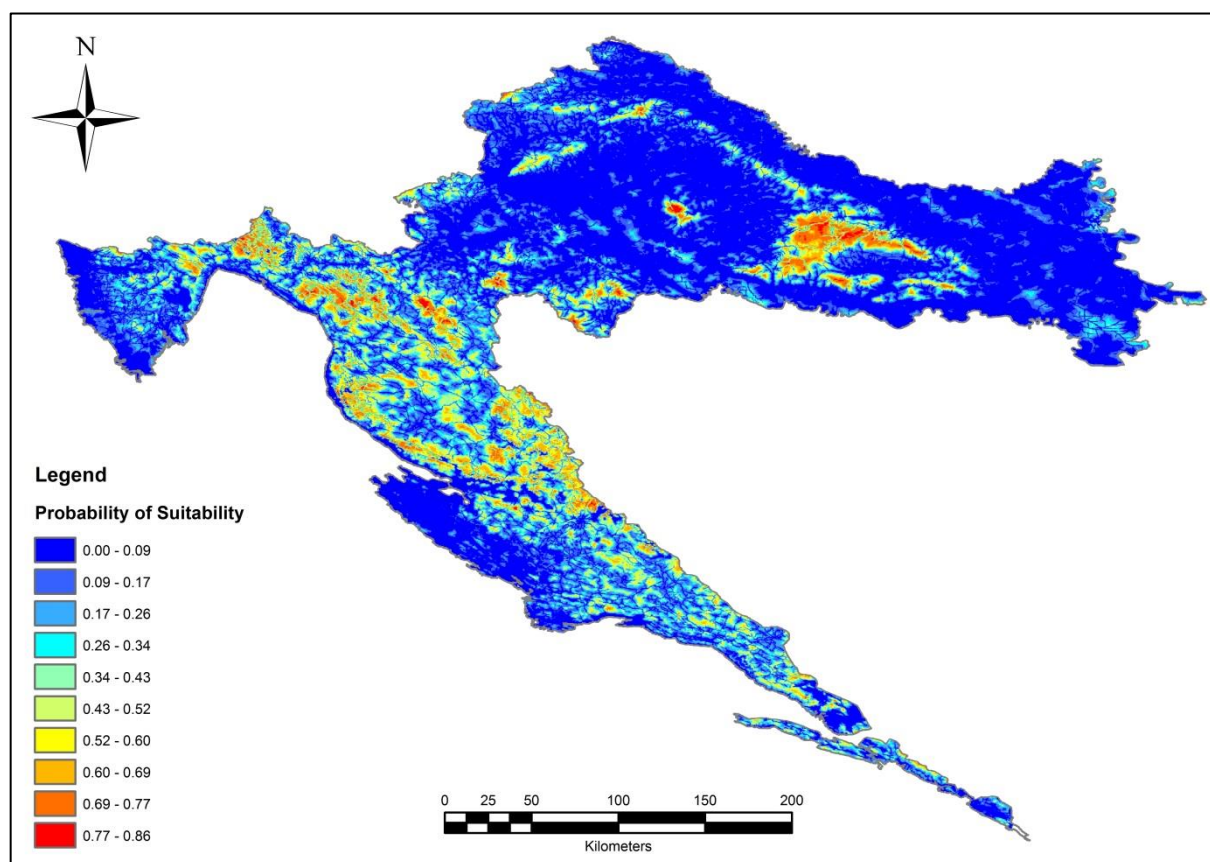 N
Legend
Probability of Suitability
0.00 - 0.09
0.09 - 0.17
0.17 - 0.26
0.26 - 0.34
0.34 - 0.43
0.43 - 0.52
0.52 - 0.60
0.60 - 0.69
0.69 - 0.77
0.77 - 0.86
0 25 50 100 150 200
Kilometers